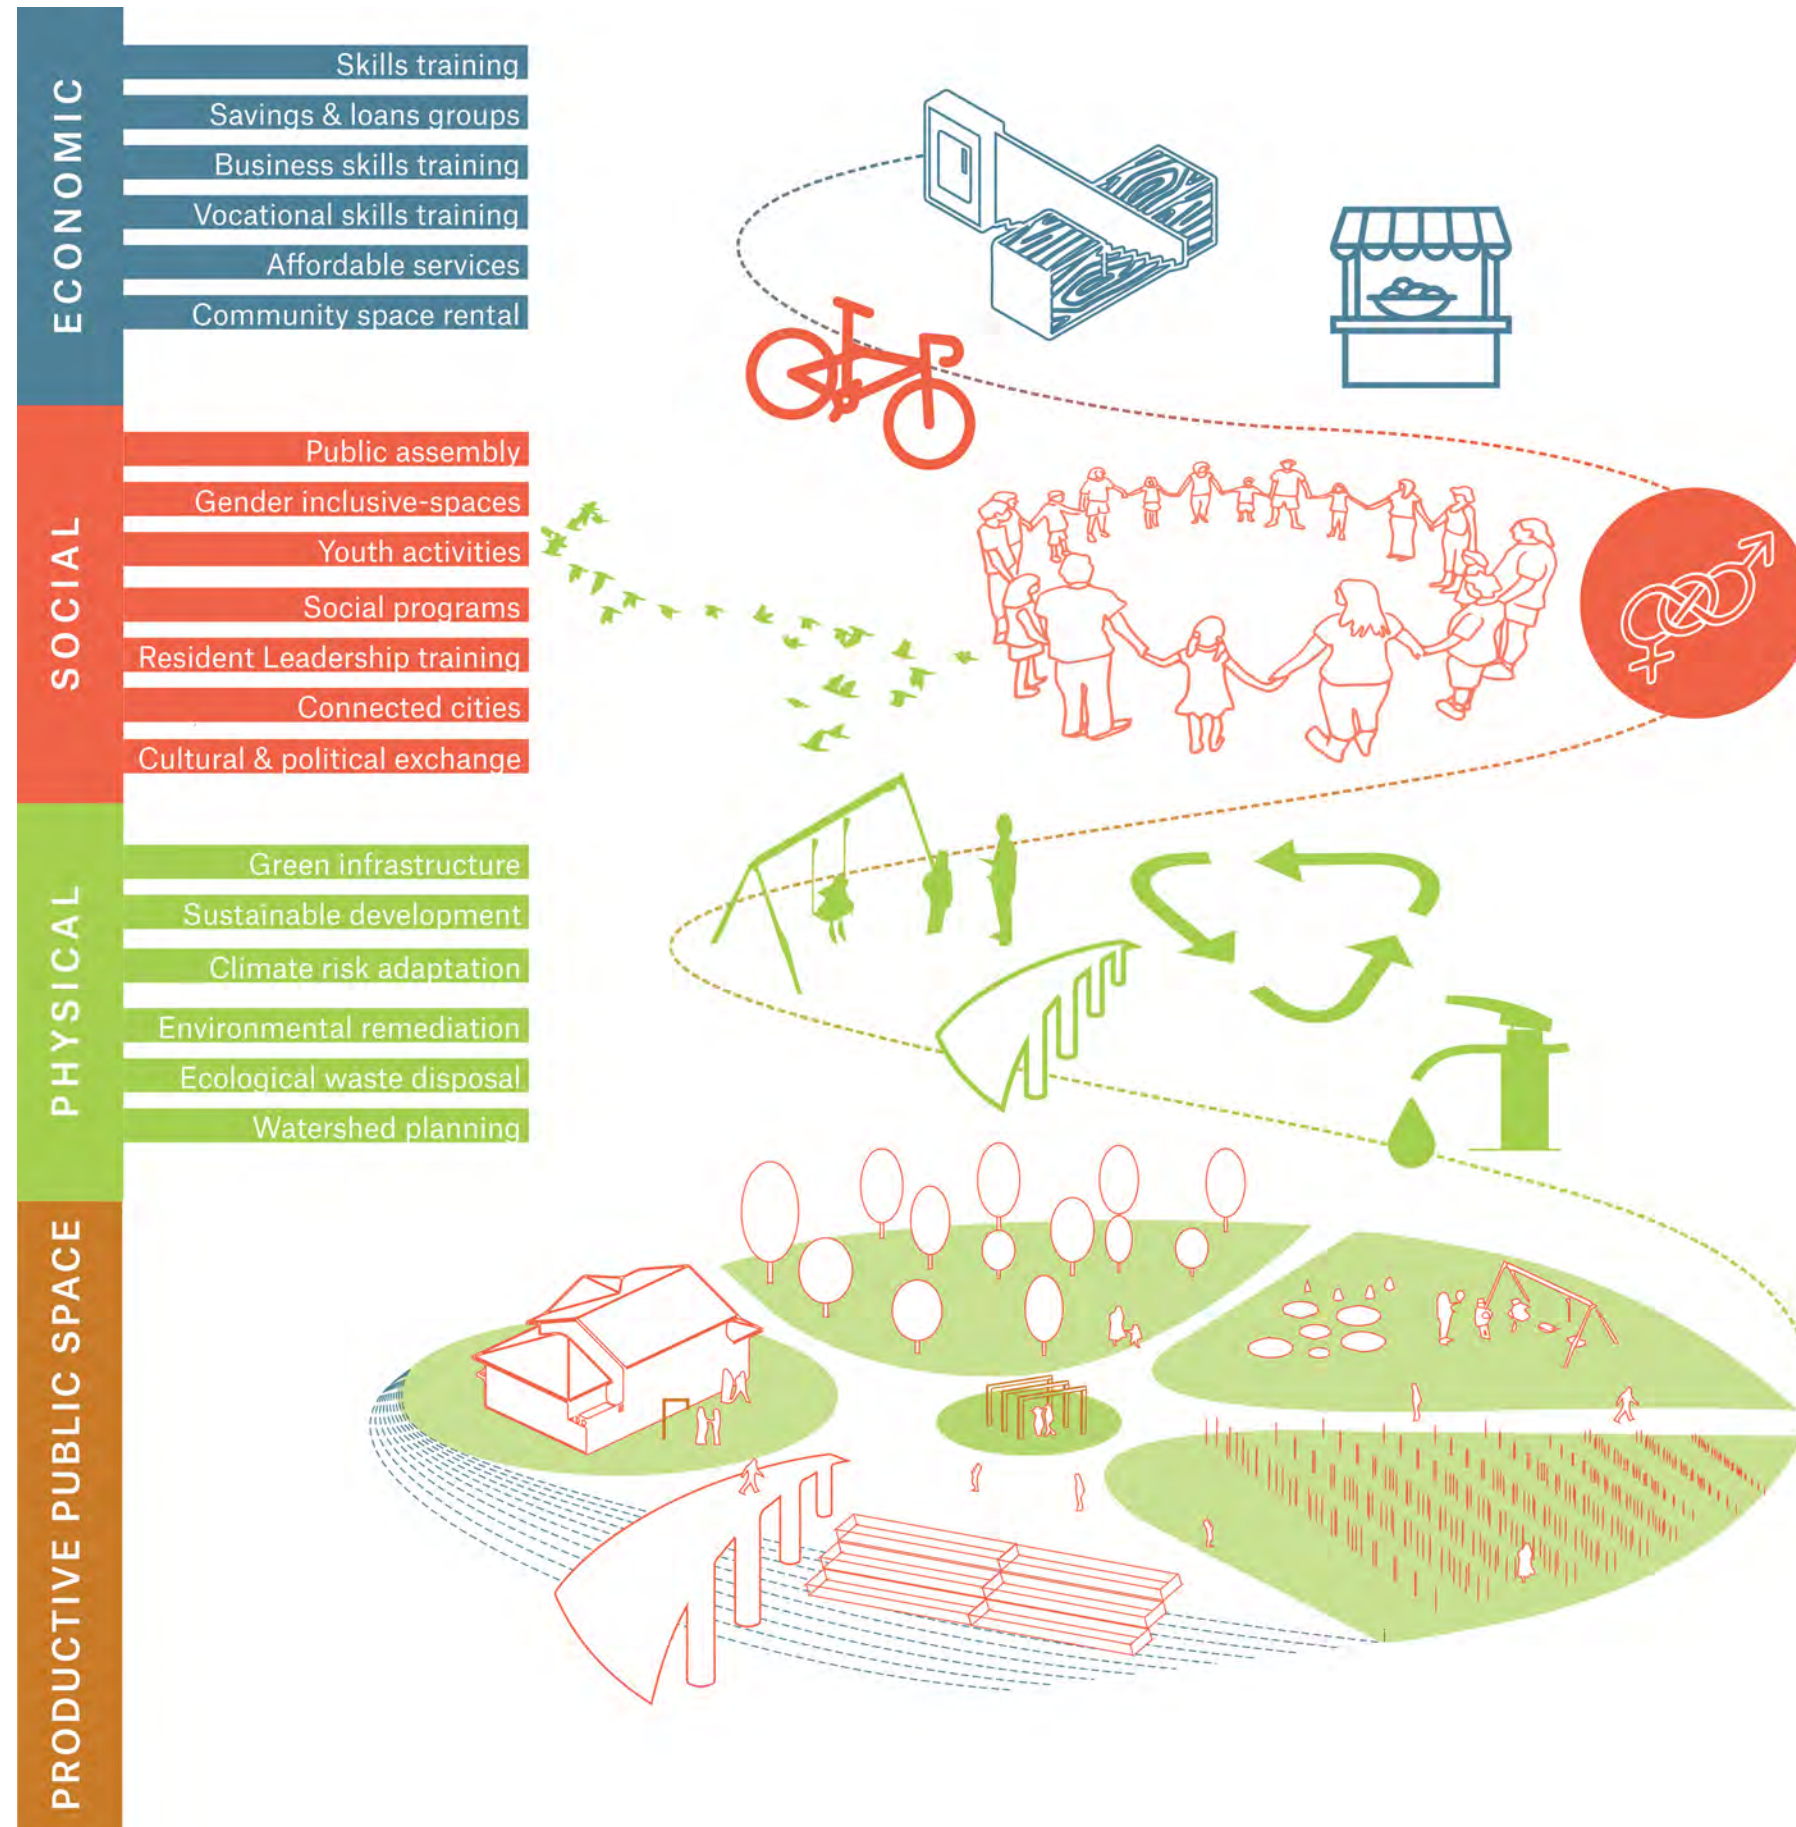 ECONOMIC
Skills training
Savings & loans groups
Business skills training
Vocational skills training
Affordable services
Community space rental
SOCIAL
Public assembly
Gender inclusive-spaces
Youth activities
Social programs
Resident Leadership training
Connected cities
Cultural & political exchange
PHYSICAL
Green infrastructure
Sustainable development
Climate risk adaptation
Environmental remediation
Ecological waste disposal
Watershed planning
PRODUCTIVE PUBLIC SPACE